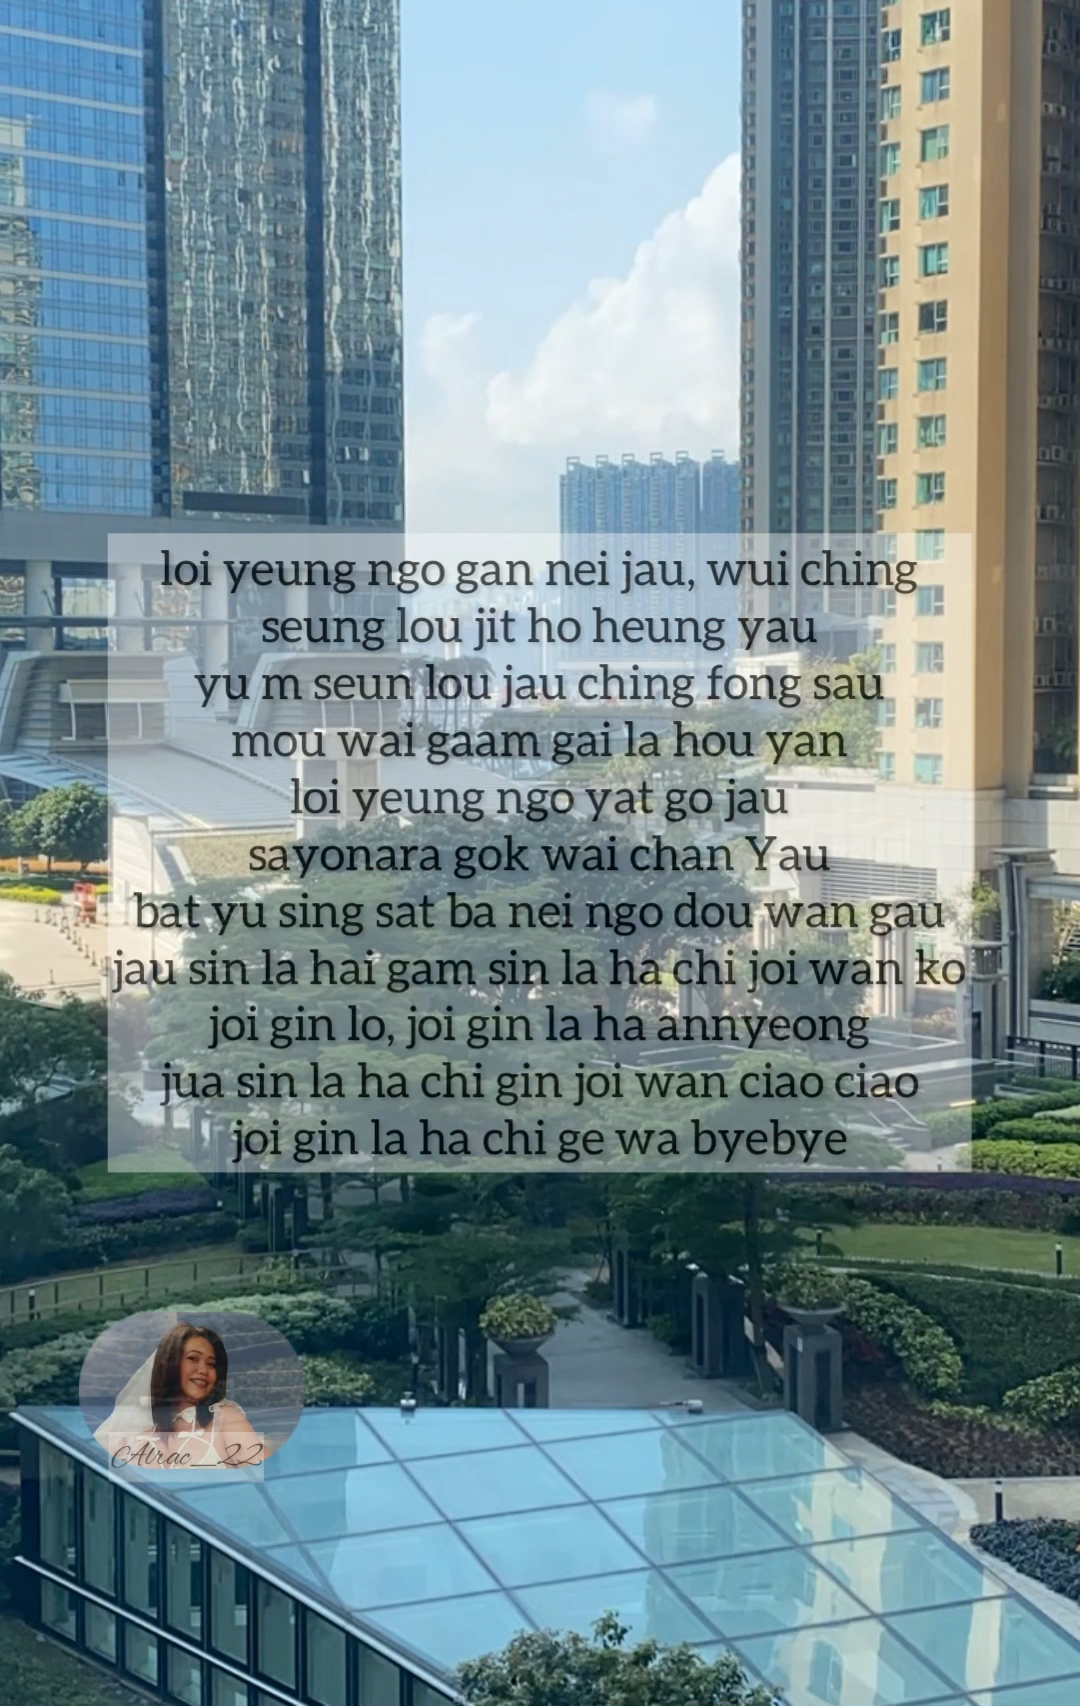 loi yeung ngo gan nei jau, wui ching
seung lou jit ho heung yau
yu m seun lou jau ching fong sau
mou wai gaam gai la hou yan
loi yeung ngo yat go jau
sayonara gok wai chan Yau
bat yu sing sat ba nei ngo dou wan gau
jau sin la hai gam sin la ha chi joi wan ko
joi gin lo, joi gin la ha annyeong
jua sin la ha chi gin joi wan ciao ciao
joi gin la ha chi ge wa byebye
Alrac_22